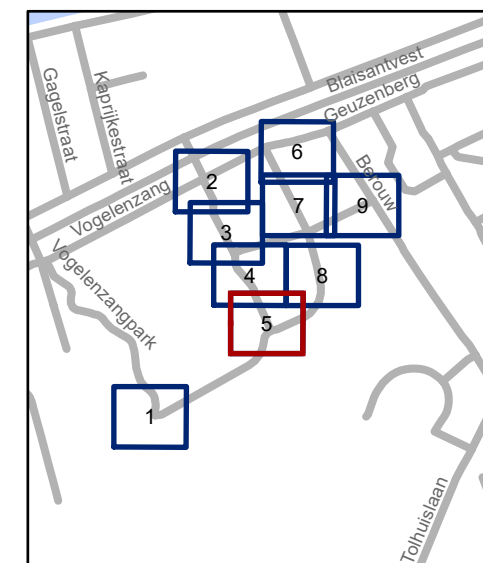 Gagelstraat
Kaprijkestraat
Blaisantvest
Geuzenberg
6
2
Berouw
7
9
Vogelenzang
3
Vogelenzangpark
4
8
5
1
Tolhuislaan